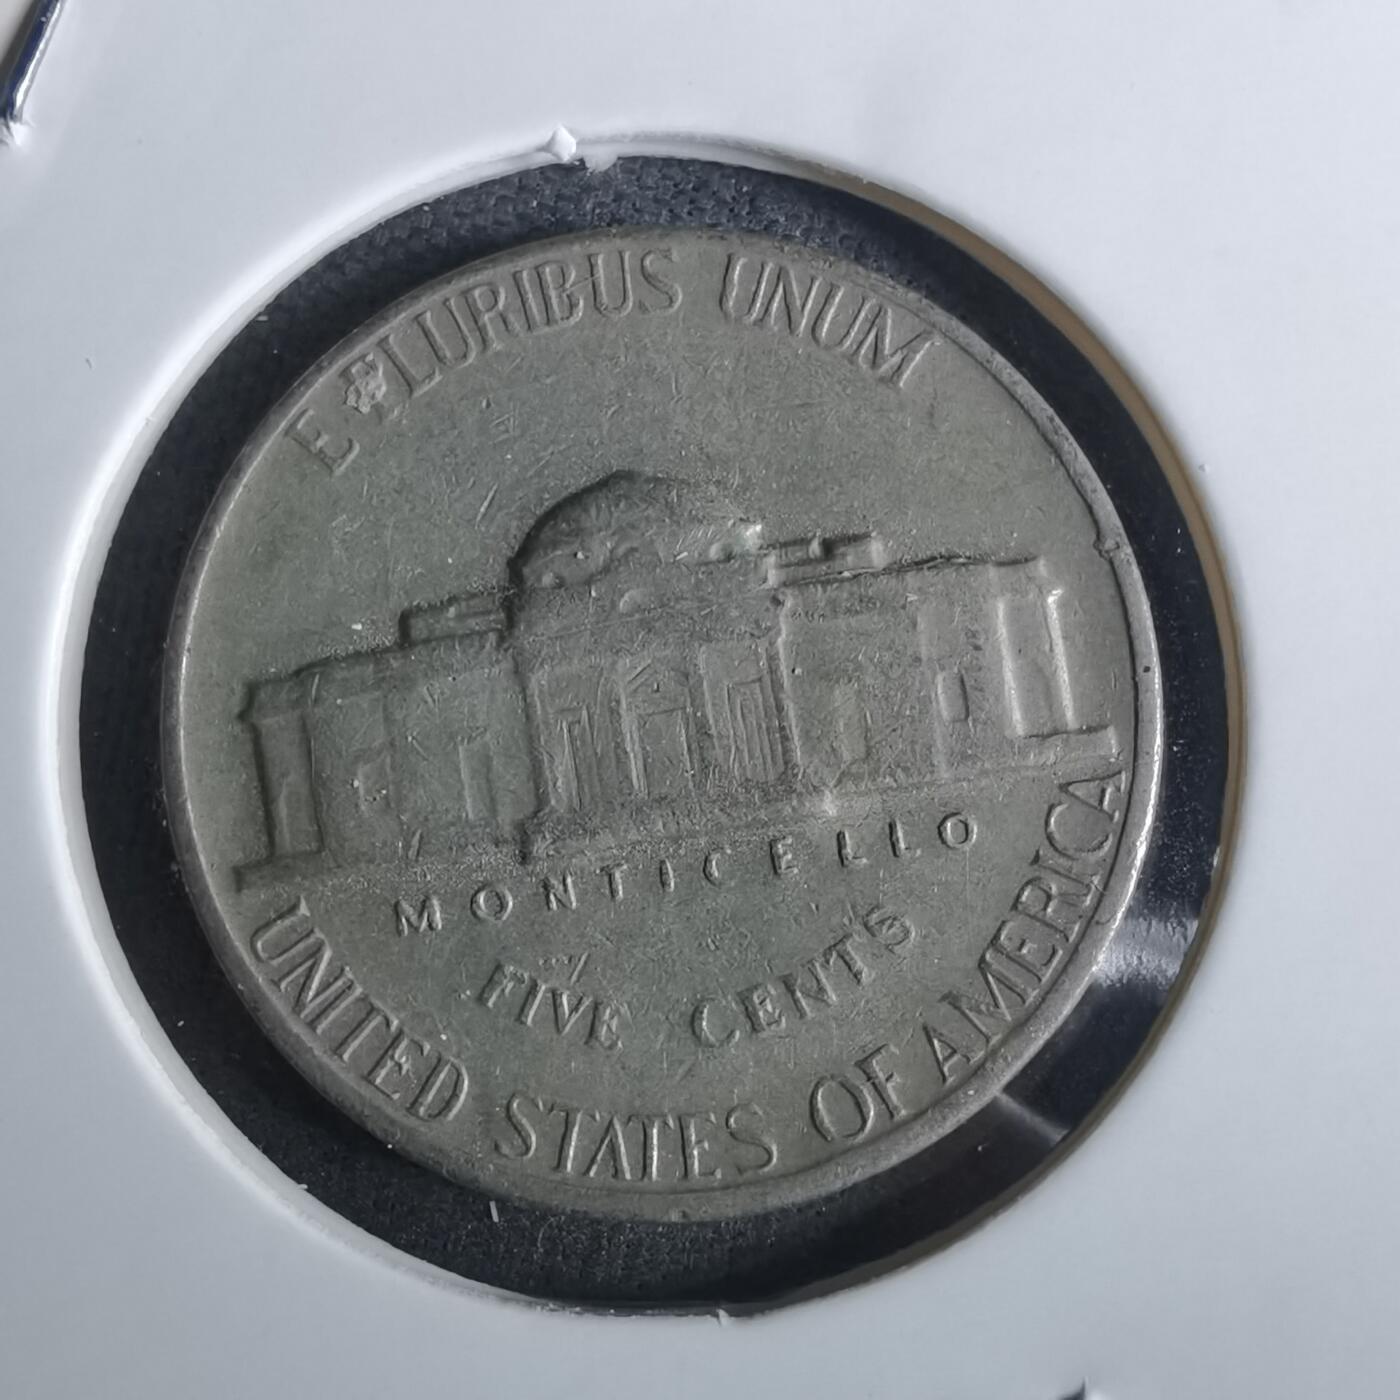 E PLURIBUS UNUM
MONTICELLO
FIVE CENTS
UNITED STATES OF AMERICA